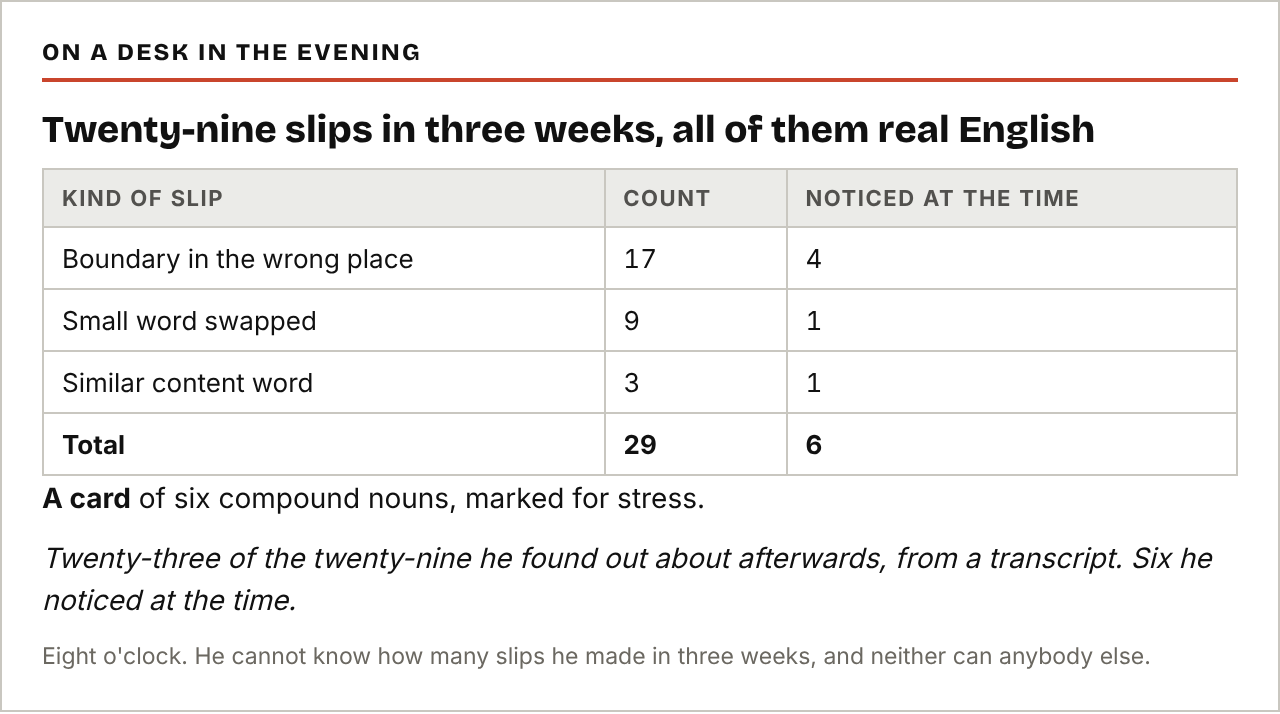 ON A DESK IN THE EVENING
Twenty-nine slips in three weeks, all of them real English
KIND OF SLIP COUNT NOTICED AT THE TIME
Boundary in the wrong place 17 4
Small word swapped 9 1
Similar content word 3 1
Total 29 6
A card of six compound nouns, marked for stress.
Twenty-three of the twenty-nine he found out about afterwards, from a transcript. Six he
noticed at the time.
Eight o'clock. He cannot know how many slips he made in three weeks, and neither can anybody else.